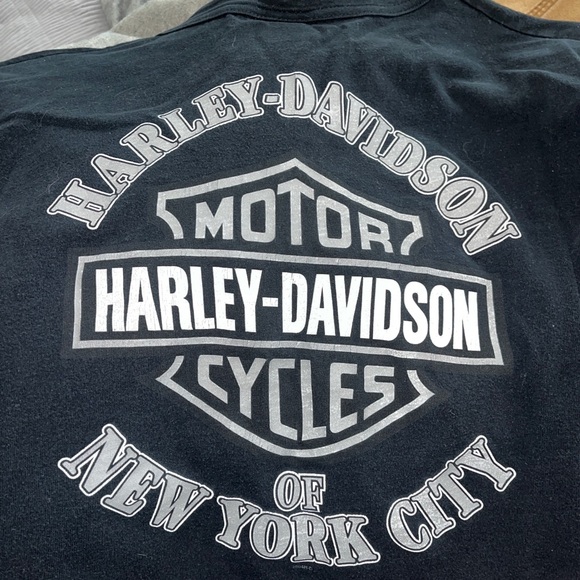 HARLEY-DAVIDSON
MOTOR
HARLEY-DAVIDSON
CYCLES
OF
NEW YORK CITY